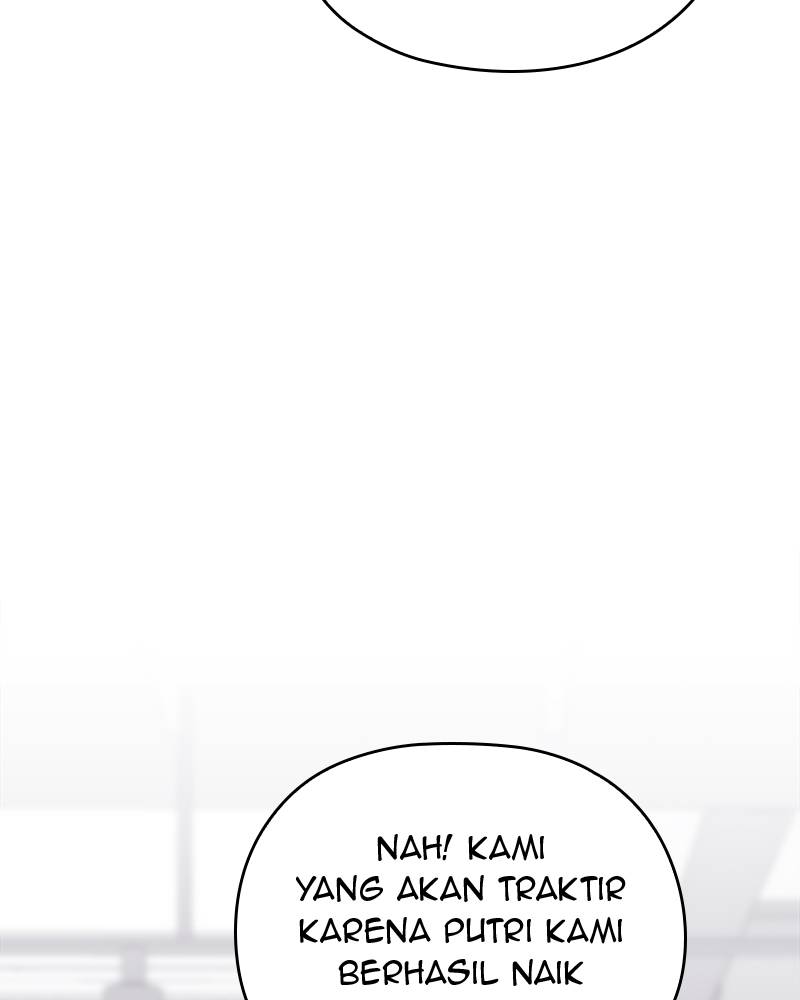 NAH! KAMI
YANG AKAN TRAKTIR
KARENA PUTRI KAMI
BERHASIL NAIK